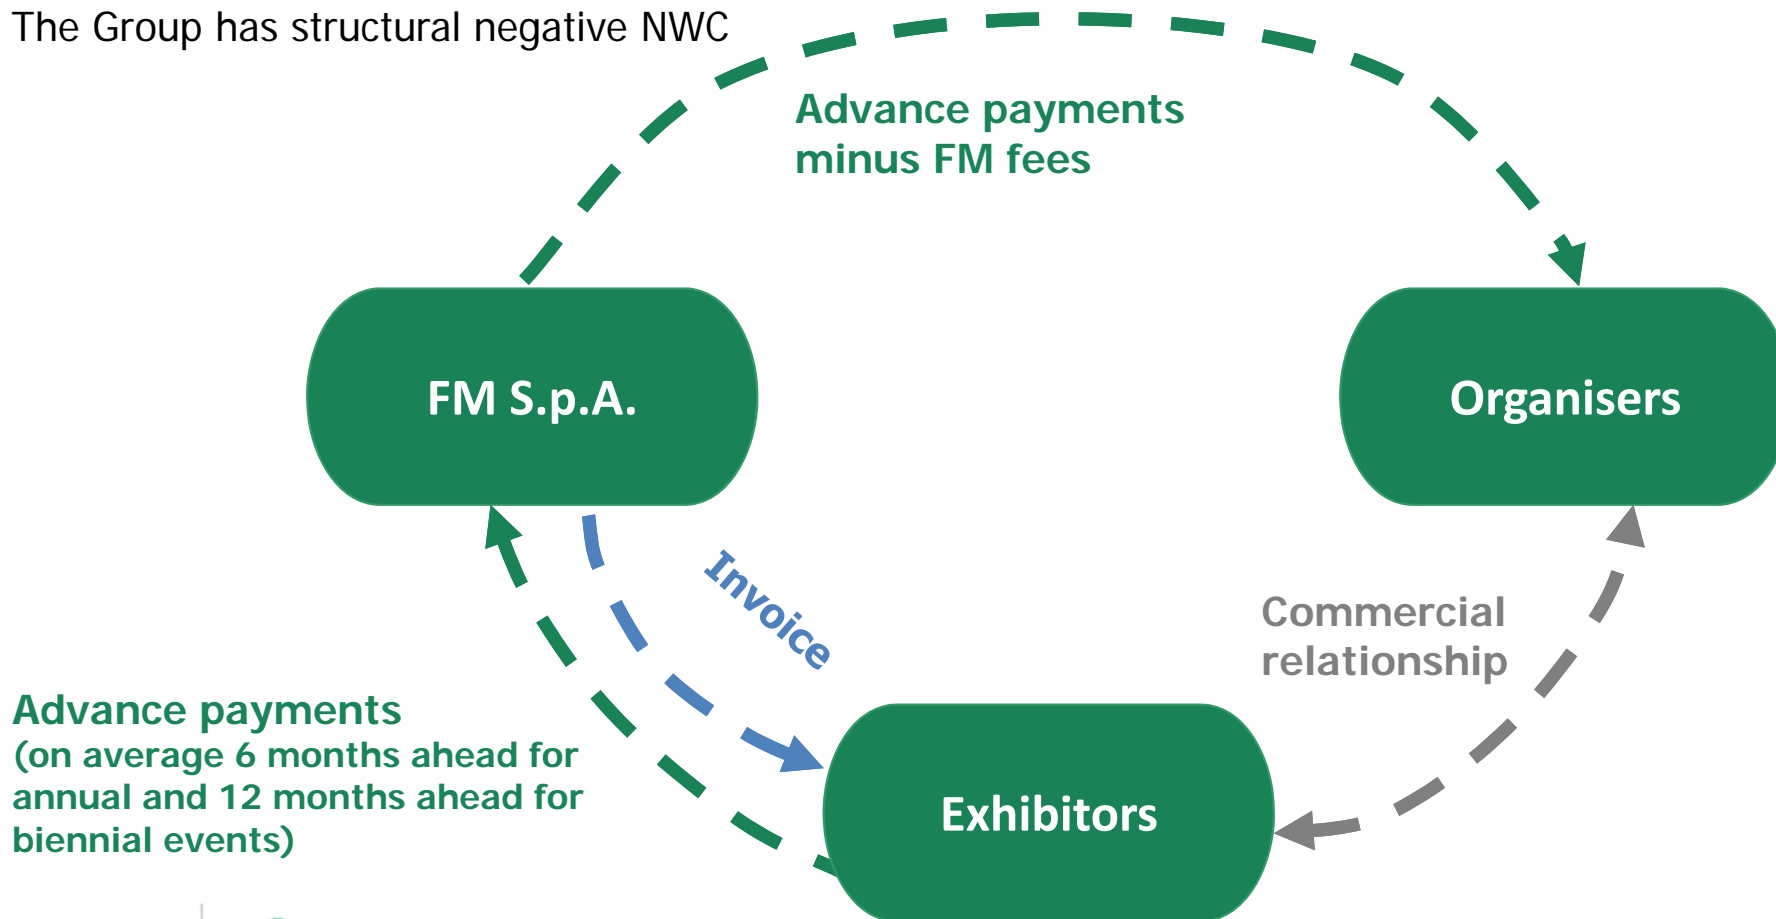 The Group has structural negative NWC
Advance payments
minus FM fees
FM S.p.A.
Organisers
Invoice
Commercial
relationship
Advance payments
(on average 6 months ahead for
annual and 12 months ahead for
biennial events)
Exhibitors